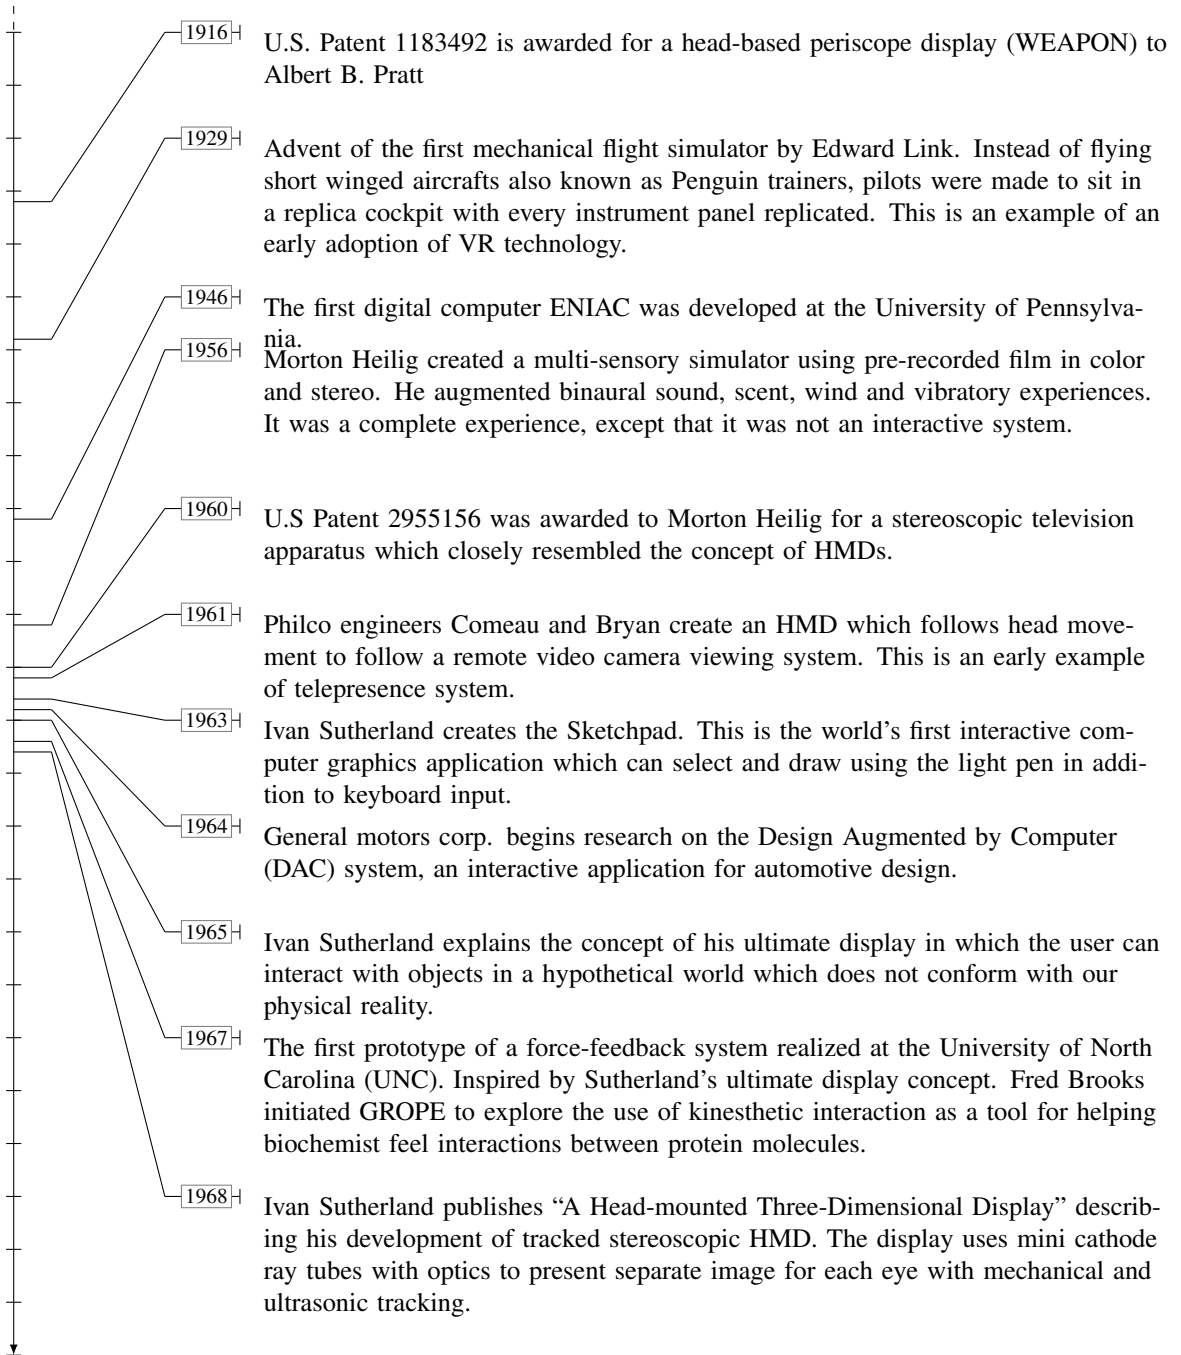 1916
U.S. Patent 1183492 is awarded for a head-based periscope display (WEAPON) to
Albert B. Pratt
1929
Advent of the first mechanical flight simulator by Edward Link. Instead of flying
short winged aircrafts also known as Penguin trainers, pilots were made to sit in
a replica cockpit with every instrument panel replicated. This is an example of an
early adoption of VR technology.
1946
The first digital computer ENIAC was developed at the University of Pennsylva-
nia.
1956
Morton Heilig created a multi-sensory simulator using pre-recorded film in color
and stereo. He augmented binaural sound, scent, wind and vibratory experiences.
It was a complete experience, except that it was not an interactive system.
1960
U.S Patent 2955156 was awarded to Morton Heilig for a stereoscopic television
apparatus which closely resembled the concept of HMDs.
1961
Philco engineers Comeau and Bryan create an HMD which follows head move-
ment to follow a remote video camera viewing system. This is an early example
of telepresence system.
1963
Ivan Sutherland creates the Sketchpad. This is the world's first interactive com-
puter graphics application which can select and draw using the light pen in addi-
tion to keyboard input.
1964
General motors corp. begins research on the Design Augmented by Computer
(DAC) system, an interactive application for automotive design.
1965
Ivan Sutherland explains the concept of his ultimate display in which the user can
interact with objects in a hypothetical world which does not conform with our
physical reality.
1967
The first prototype of a force-feedback system realized at the University of North
Carolina (UNC). Inspired by Sutherland's ultimate display concept. Fred Brooks
initiated GROPE to explore the use of kinesthetic interaction as a tool for helping
biochemist feel interactions between protein molecules.
1968
Ivan Sutherland publishes “A Head-mounted Three-Dimensional Display” describ-
ing his development of tracked stereoscopic HMD. The display uses mini cathode
ray tubes with optics to present separate image for each eye with mechanical and
ultrasonic tracking.